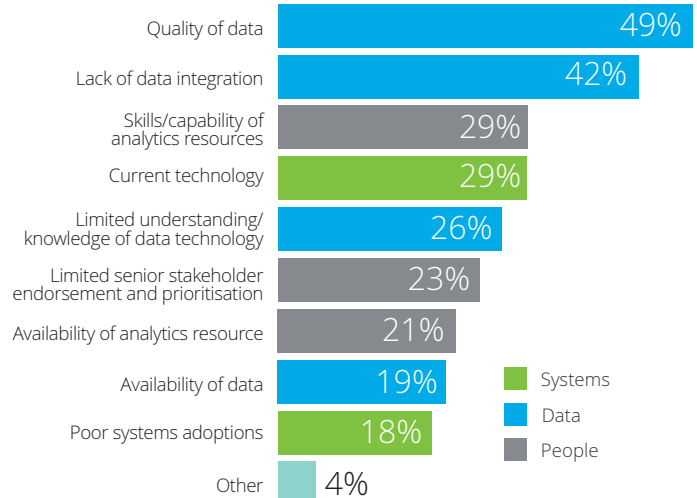 Quality of data
49%
Lack of data integration
42%
Skills/capability of
analytics resources
29%
Current technology
29%
Limited understanding/
knowledge of data technology
26%
Limited senior stakeholder
endorsement and prioritisation
23%
Availability of analytics resource
21%
Availability of data
19%
Poor systems adoptions
18%
Other
4%
Systems
Data
People